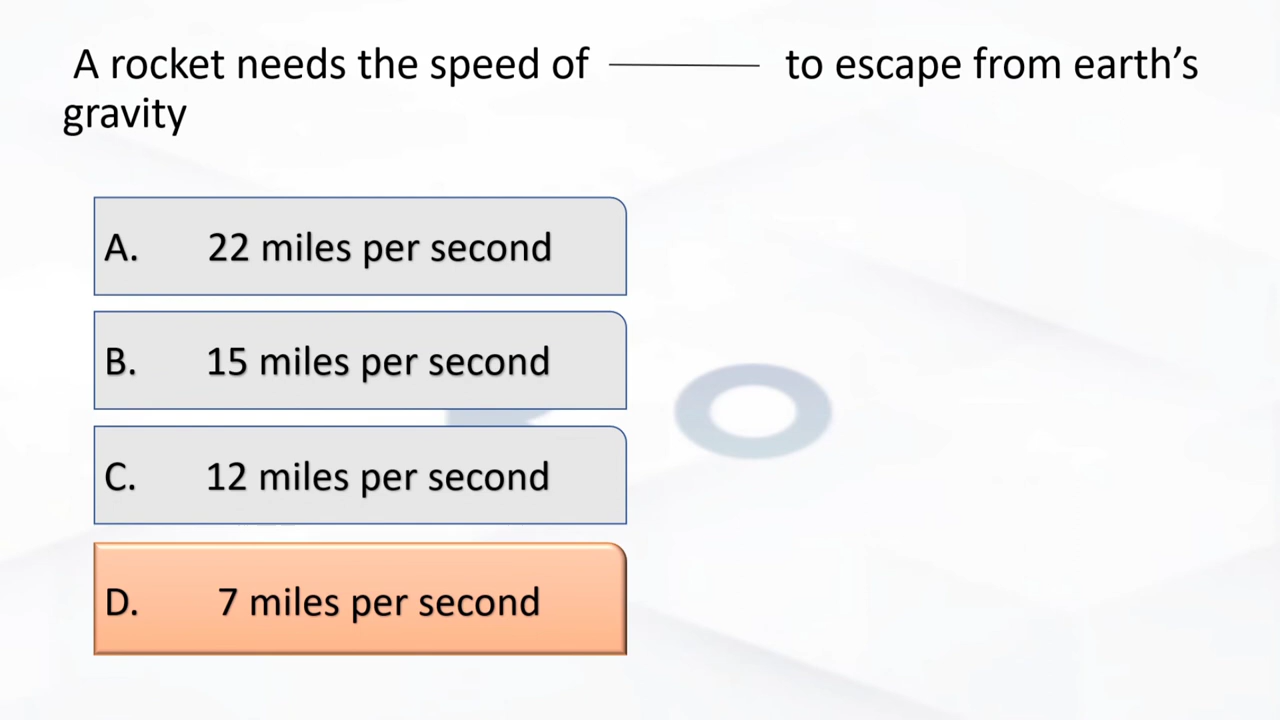 A rocket needs the speed of ________ to escape from earth’s
gravity
A. 22 miles per second
B. 15 miles per second
C. 12 miles per second
D. 7 miles per second